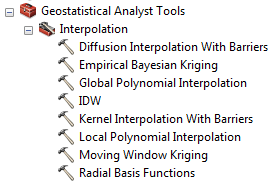 Geostatistical Analyst Tools
Interpolation
Diffusion Interpolation With Barriers
Empirical Bayesian Kriging
Global Polynomial Interpolation
IDW
Kernel Interpolation With Barriers
Local Polynomial Interpolation
Moving Window Kriging
Radial Basis Functions